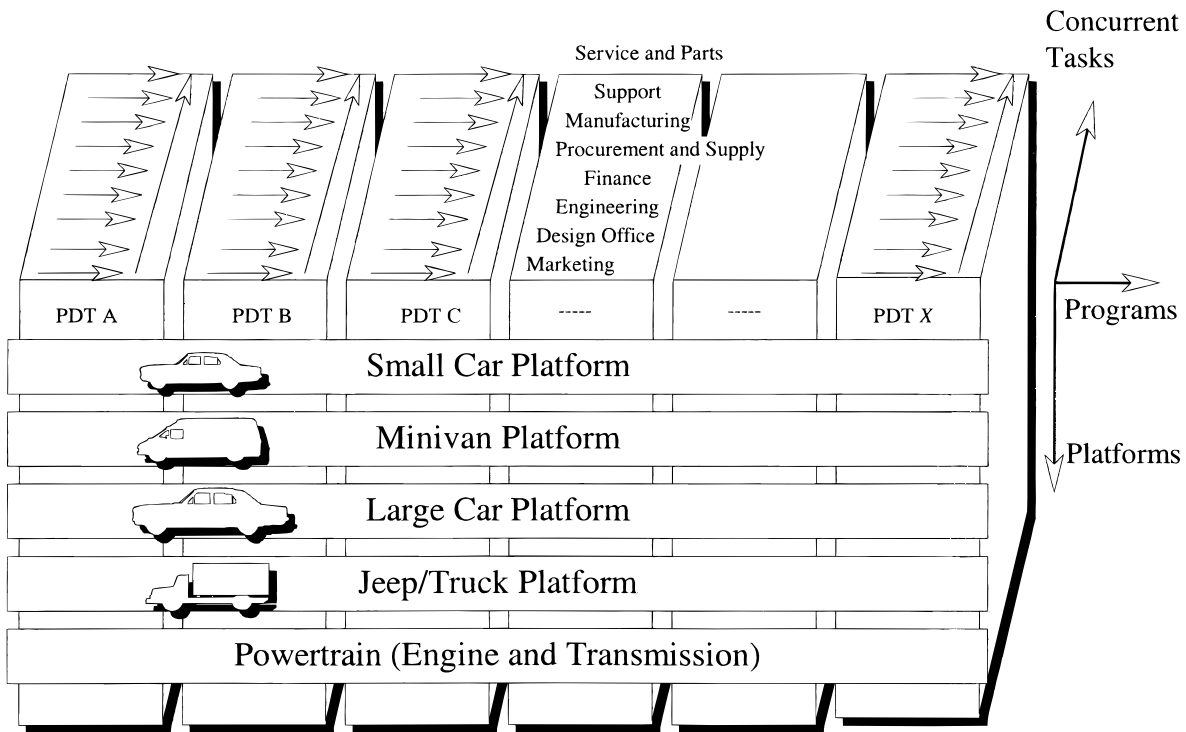 Concurrent
Tasks
Service and Parts
Support
Manufacturing
Procurement and Supply
Finance
Engineering
Design Office
Marketing
Programs
PDT A
PDT B
PDT C
-----
-----
PDT X
Small Car Platform
Minivan Platform
Platforms
Large Car Platform
Jeep/Truck Platform
Powertrain (Engine and Transmission)